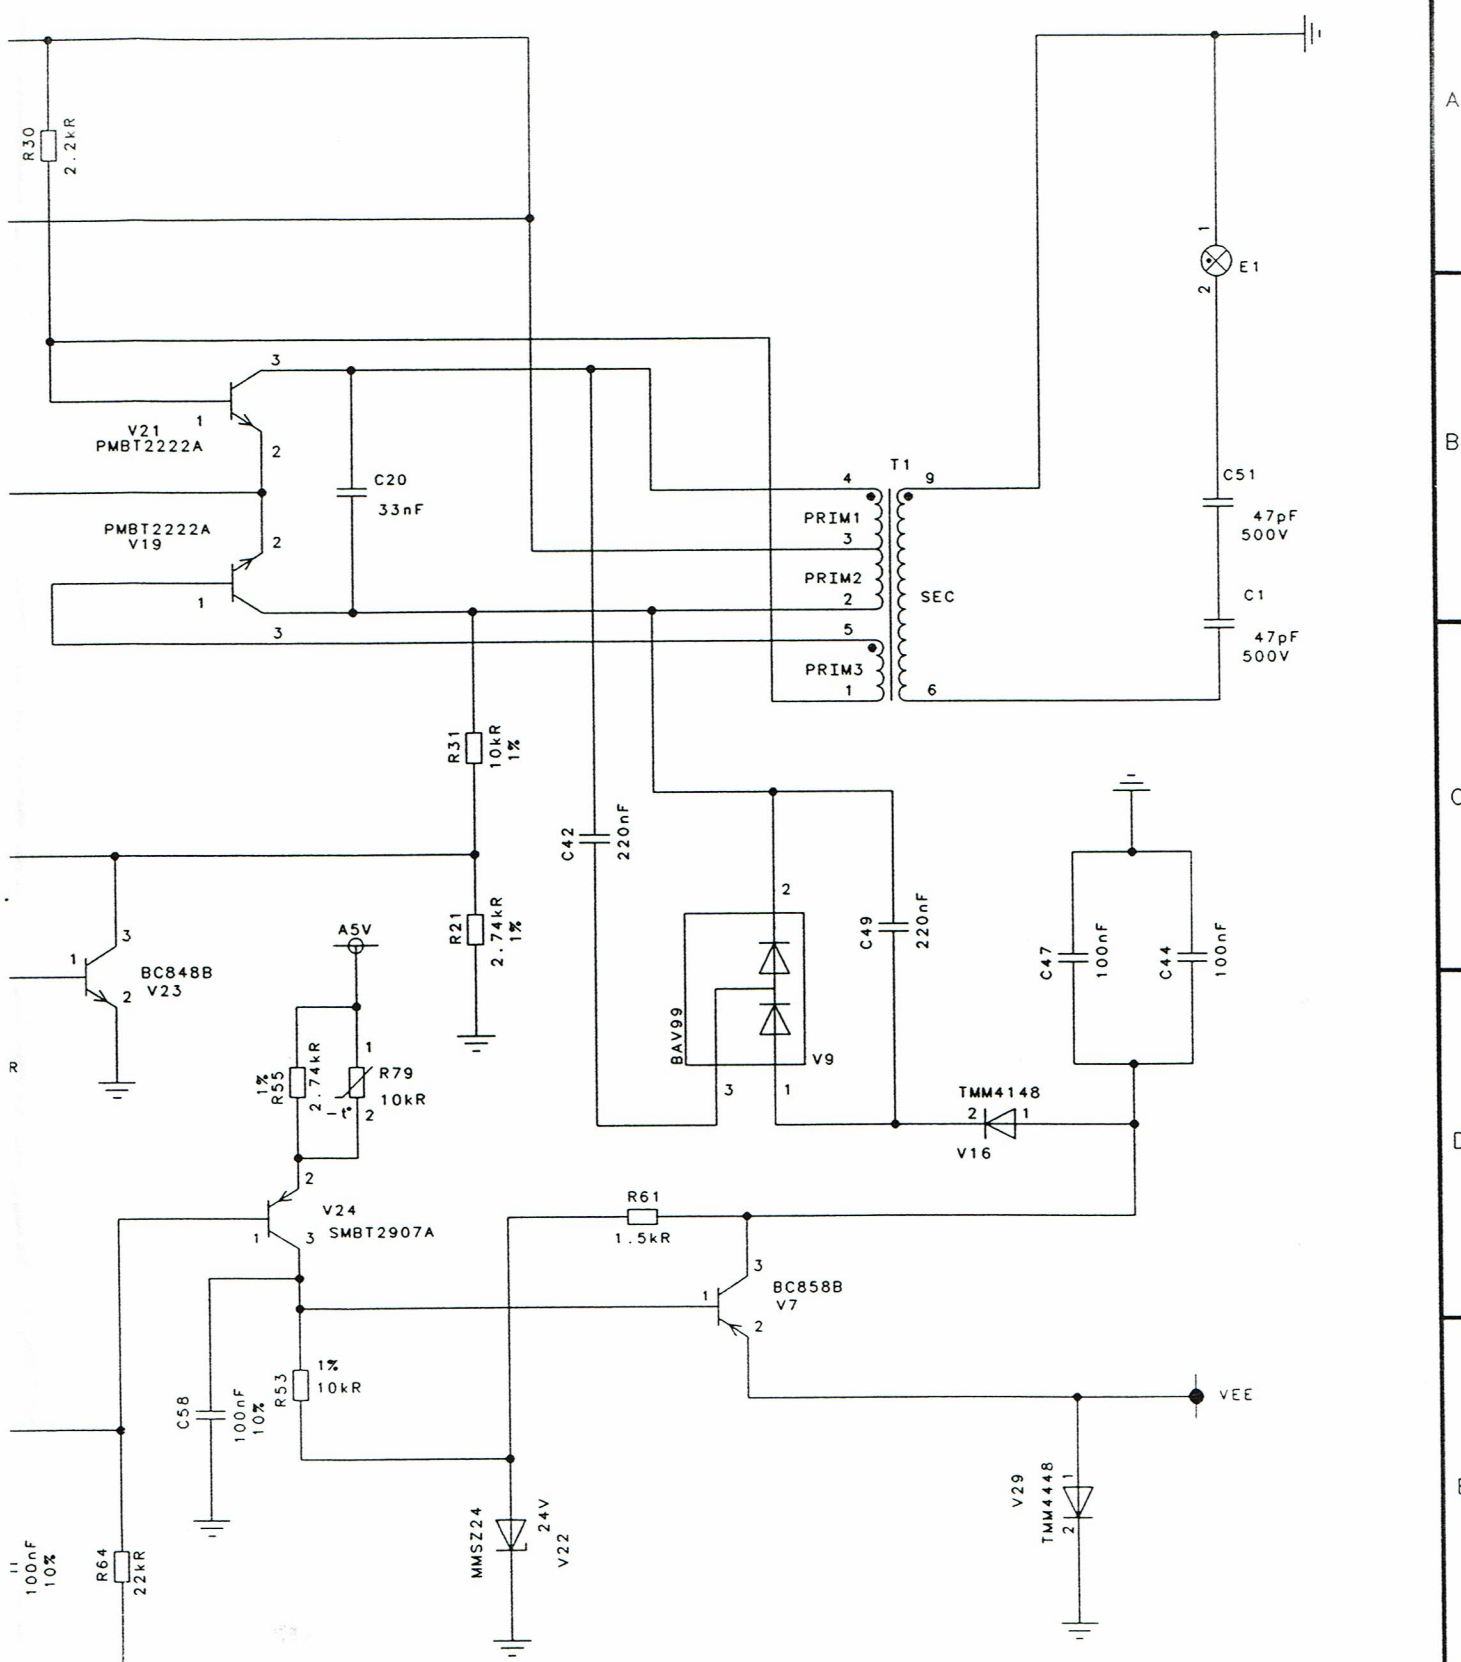 A
R30
2.2kR
1
E1
2
3
1
V21
PMBT2222A
2
C20
33nF
PMBT2222A
V19
2
1
3
T1
4
9
PRIM1
3
PRIM2
2
SEC
5
PRIM3
1
6
C51
47pF
500V
C1
47pF
500V
B
R31
10kR
1%
C42
220nF
C
R21
2.74kR
1%
A5V
3
1
BC848B
V23
2
R
1%
R55
2.74kR
1
R79
10kR
-t°
2
2
BAV99
V9
3
1
C49
220nF
C47
100nF
C44
100nF
TMM4148
2
1
V16
D
2
V24
SMBT2907A
1
3
R61
1.5kR
3
BC858B
V7
1
2
C58
100nF
10%
R53
1%
10kR
VEE
MMSZ24
24V
V22
V29
TMM4448
1
2
E
100nF
10%
R64
22kR